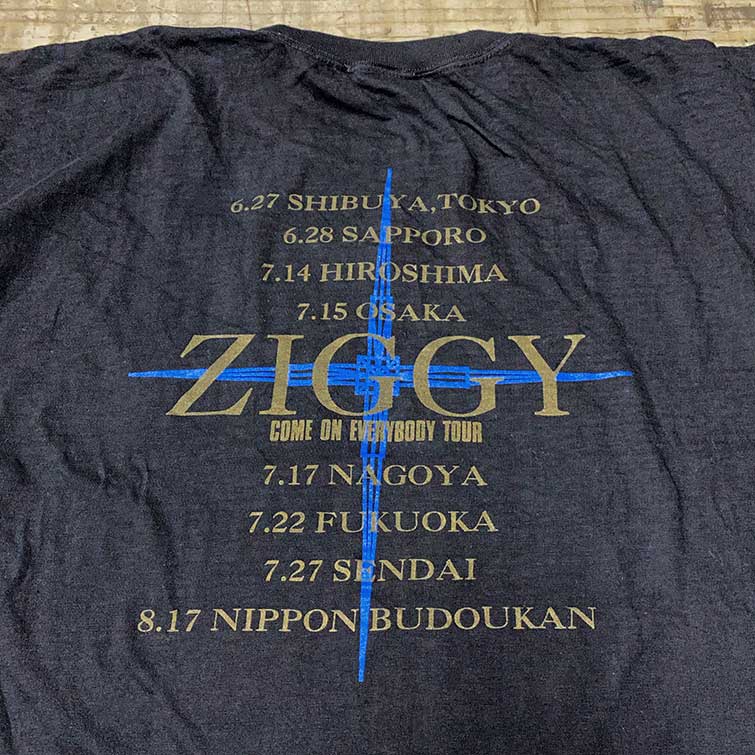 6.27 SHIBUYA,TOKYO
6.28 SAPPORO
7.14 HIROSHIMA
7.15 OSAKA
ZIGGY
COME ON EVERYBODY TOUR
7.17 NAGOYA
7.22 FUKUOKA
7.27 SENDAI
8.17 NIPPON BUDOUKAN